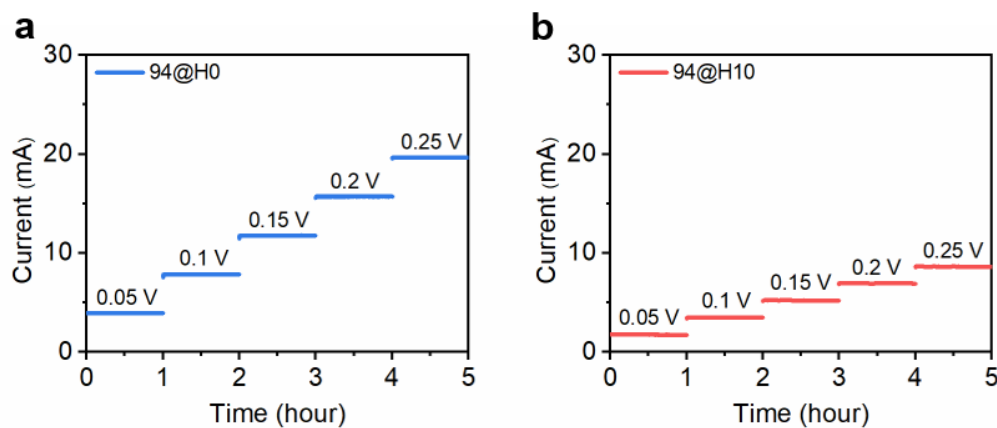 a
30
20
10
0
Current (mA)
94@H0
0.05 V
0.1 V
0.15 V
0.2 V
0.25 V
0 1 2 3 4 5
Time (hour)
b
30
20
10
0
Current (mA)
94@H10
0.05 V
0.1 V
0.15 V
0.2 V
0.25 V
0 1 2 3 4 5
Time (hour)